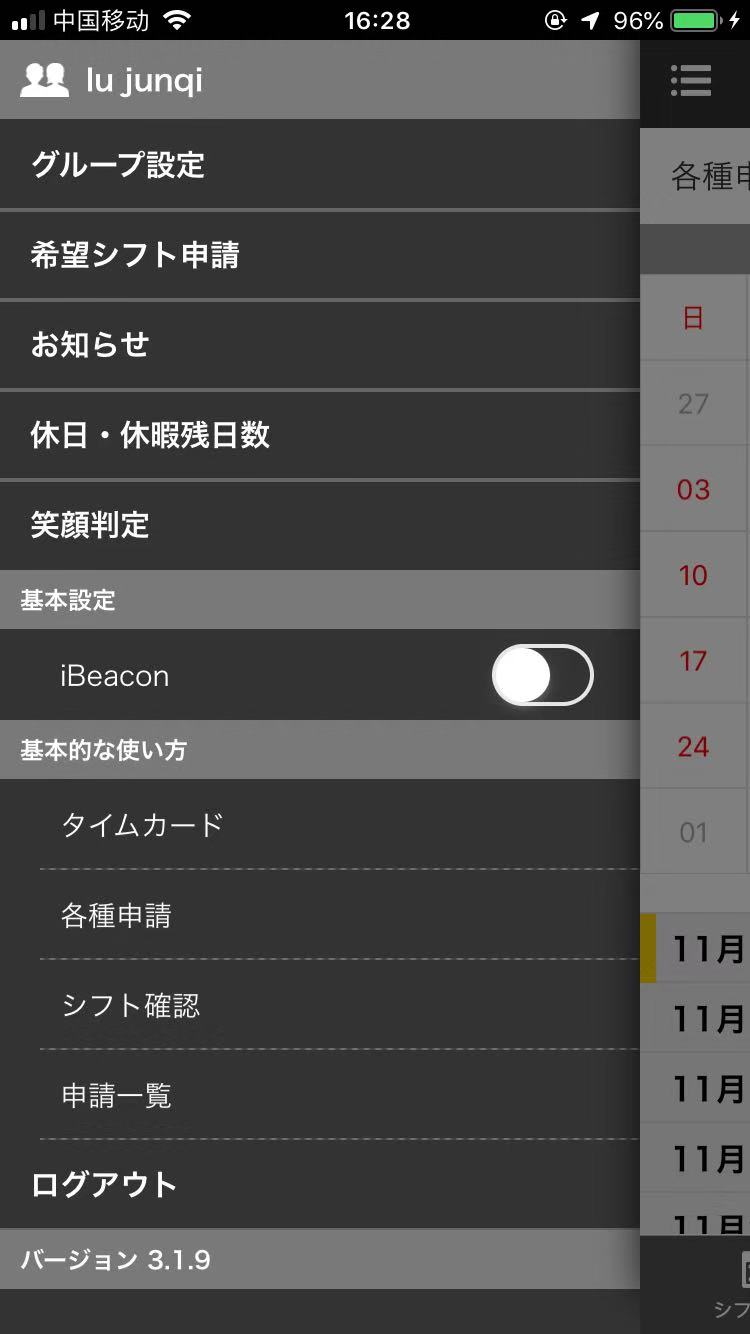 中国移动 16:28 96%
lu junqi
グループ設定
希望シフト申請
お知らせ
休日・休暇残日数
笑顔判定
基本設定
iBeacon
基本的な使い方
タイムカード
各種申請
シフト確認
申請一覧
ログアウト
バージョン 3.1.9
各種申
日
27
03
10
17
24
01
11月
11月
11月
11月
11月
シフ